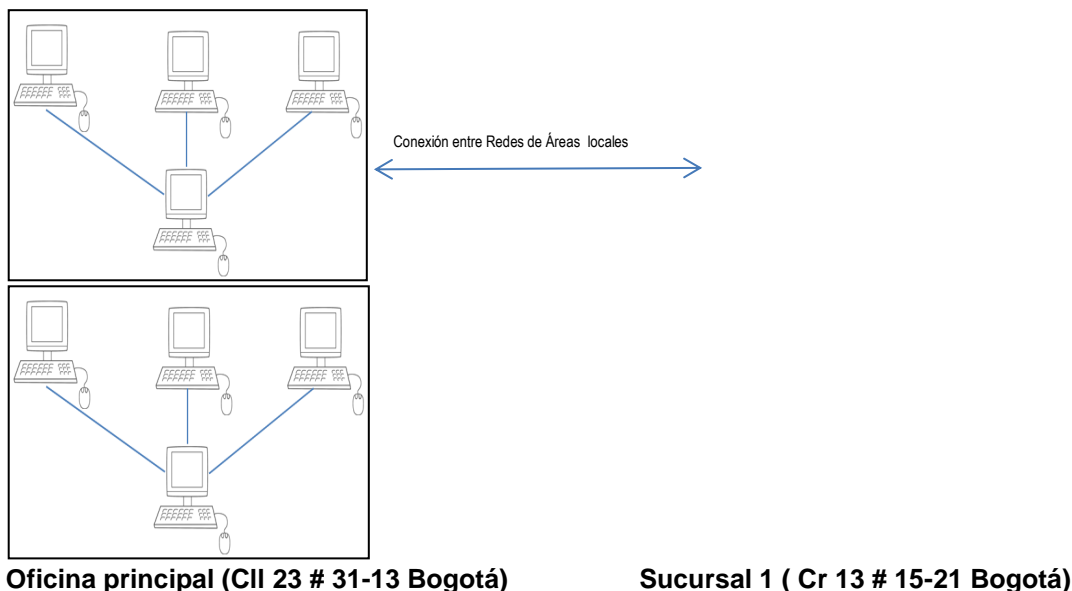 Conexión entre Redes de Áreas locales
Oficina principal (Cll 23 # 31-13 Bogotá) Sucursal 1 ( Cr 13 # 15-21 Bogotá)